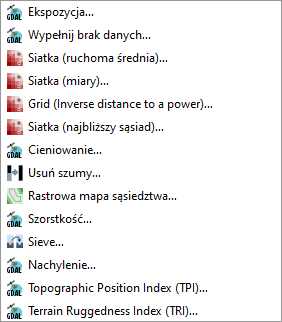 Ekspozycja...
Wypełnij brak danych...
Siatka (ruchoma średnia)...
Siatka (miary)...
Grid (Inverse distance to a power)...
Siatka (najbliższy sąsiad)...
Cieniowanie...
Usuń szumy...
Rastrowa mapa sąsiedztwa...
Szorstkość...
Sieve...
Nachylenie...
Topographic Position Index (TPI)...
Terrain Ruggedness Index (TRI)...